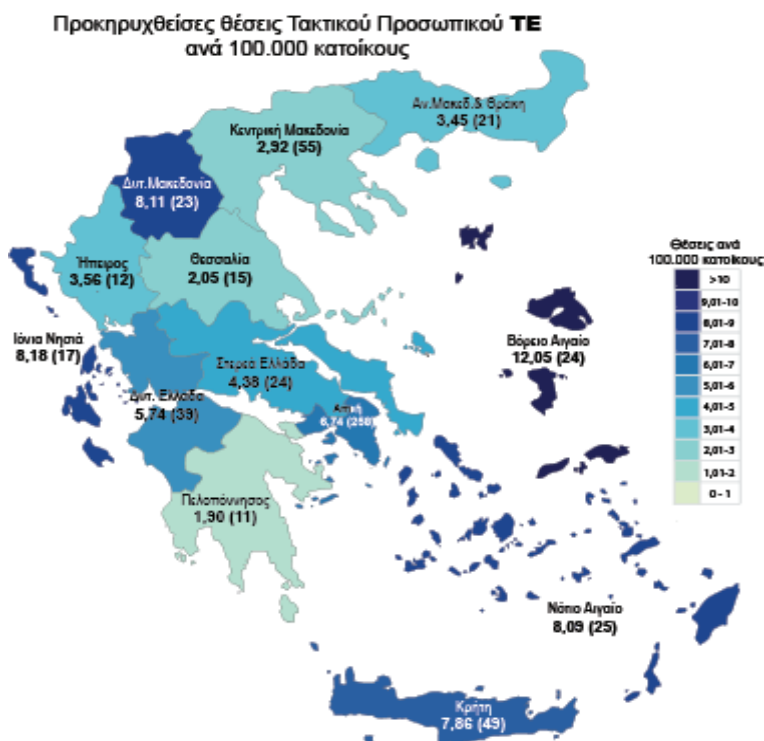 Προκηρυχθείσες θέσεις Τακτικού Προσωπικού ΤΕ
ανά 100.000 κατοίκους
Αν.Μακεδ.& Θράκη
3,45 (21)
Κεντρική Μακεδονία
2,92 (55)
Δυτ.Μακεδονία
8,11 (23)
Ήπειρος
3,56 (12)
Θεσσαλία
2,05 (15)
Ιόνια Νησιά
8,18 (17)
Στερεά Ελλάδα
4,38 (24)
Δυτ. Ελλάδα
5,74 (39)
Αττική
6,74 (258)
Πελοπόννησος
1,90 (11)
Βόρειο Αιγαίο
12,05 (24)
Νότιο Αιγαίο
8,09 (25)
Κρήτη
7,86 (49)
Θέσεις ανά
100.000 κατοίκους
>10
9,01-10
8,01-9
7,01-8
6,01-7
5,01-6
4,01-5
3,01-4
2,01-3
1,01-2
0 - 1